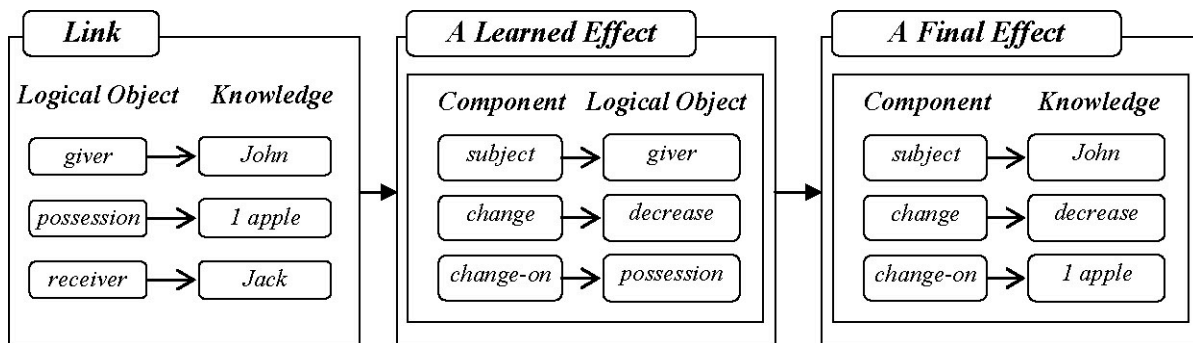 Link
Logical Object Knowledge
giver John
possession 1 apple
receiver Jack
A Learned Effect
Component Logical Object
subject giver
change decrease
change-on possession
A Final Effect
Component Knowledge
subject John
change decrease
change-on 1 apple